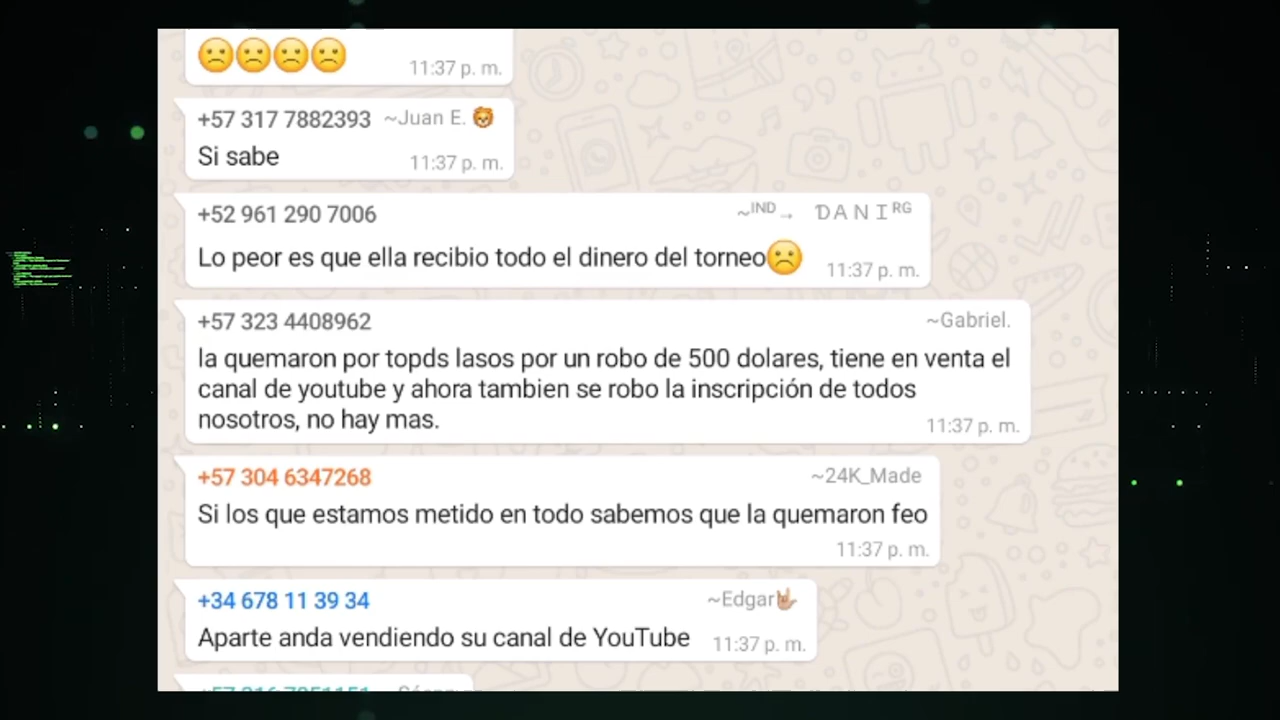 ☹️☹️☹️☹️ 11:37 p. m.
+57 317 7882393 ~Juan E. 🦁
Si sabe 11:37 p. m.
+52 961 290 7006 ~ᴵᴺᴰ→ ƊＡＮＩᴿᴳ
Lo peor es que ella recibio todo el dinero del torneo☹️ 11:37 p. m.
+57 323 4408962 ~Gabriel.
la quemaron por topds lasos por un robo de 500 dolares, tiene en venta el
canal de youtube y ahora tambien se robo la inscripción de todos
nosotros, no hay mas. 11:37 p. m.
+57 304 6347268 ~24K_Made
Si los que estamos metido en todo sabemos que la quemaron feo
11:37 p. m.
+34 678 11 39 34 ~Edgar🤟🏼
Aparte anda vendiendo su canal de YouTube 11:37 p. m.